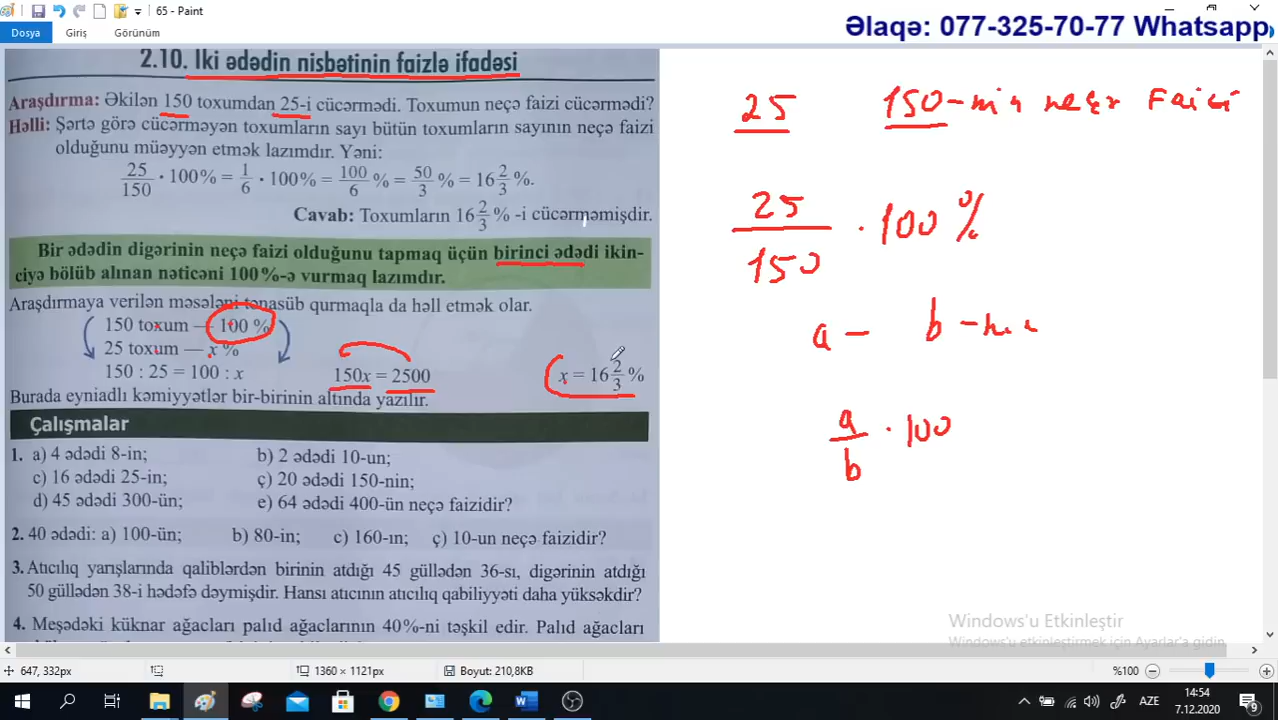 65 - Paint
Əlaqə: 077-325-70-77 Whatsapp
Dosya Giriş Görünüm
2.10. İki ədədin nisbətinin faizlə ifadəsi
Araşdırma: Əkilən 150 toxumdan 25-i cücərmədi. Toxumun neçə faizi cücərmədi?
Həlli: Şərtə görə cücərməyən toxumların sayı bütün toxumların sayının neçə faizi
olduğunu müəyyən etmək lazımdır. Yəni:
25/150 · 100% = 1/6 · 100% = 100/6 % = 50/3 % = 16 2/3 %.
Cavab: Toxumların 16 2/3 % -i cücərməmişdir.
Bir ədədin digərinin neçə faizi olduğunu tapmaq üçün birinci ədədi ikin-
ciyə bölüb alınan nəticəni 100%-ə vurmaq lazımdır.
Araşdırmaya verilən məsələni tənasüb qurmaqla da həll etmək olar.
150 toxum — 100 %
25 toxum — x %
150 : 25 = 100 : x 150x = 2500 x = 16 2/3 %
Burada eyniadlı kəmiyyətlər bir-birinin altında yazılır.
Çalışmalar
1. a) 4 ədədi 8-in; b) 2 ədədi 10-un;
c) 16 ədədi 25-in; ç) 20 ədədi 150-nin;
d) 45 ədədi 300-ün; e) 64 ədədi 400-ün neçə faizidir?
2. 40 ədədi: a) 100-ün; b) 80-in; c) 160-ın; ç) 10-un neçə faizidir?
3. Atıcılıq yarışlarında qaliblərdən birinin atdığı 45 güllədən 36-sı, digərinin atdığı
50 güllədən 38-i hədəfə dəymişdir. Hansı atıcının atıcılıq qabiliyyəti daha yüksəkdir?
4. Meşədəki küknar ağacları palıd ağaclarının 40%-ni təşkil edir. Palıd ağacları
25 150-nin neçə Faizi
25/150 · 100 %
a – b -nin
a/b · 100
Windows'u Etkinleştir
Windows'u etkinleştirmek için Ayarlar'a gidin.
647, 332px 1360 × 1121px Boyut: 210,8KB %100
AZE 14:54
7.12.2020 9